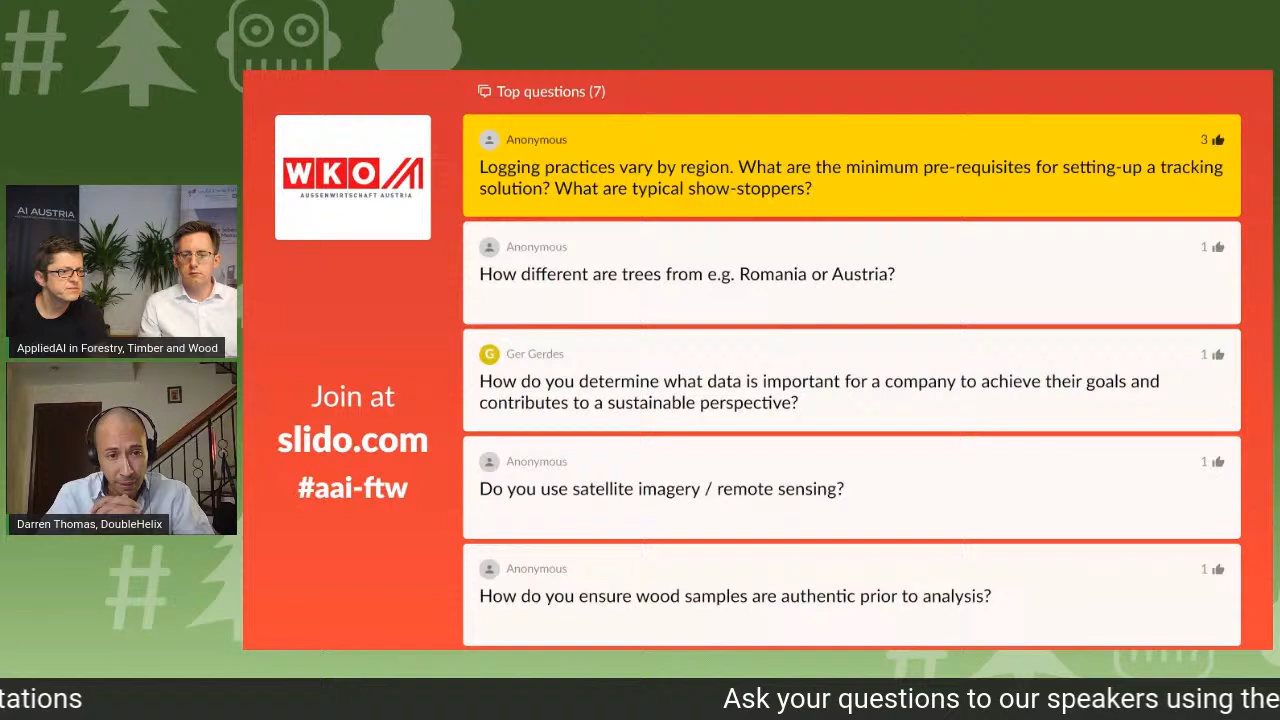 Top questions (7)
WKO
AUSSENWIRTSCHAFT AUSTRIA
Join at
slido.com
#aai-ftw
Anonymous
3
Logging practices vary by region. What are the minimum pre-requisites for setting-up a tracking
solution? What are typical show-stoppers?
Anonymous
1
How different are trees from e.g. Romania or Austria?
G
Ger Gerdes
1
How do you determine what data is important for a company to achieve their goals and
contributes to a sustainable perspective?
Anonymous
1
Do you use satellite imagery / remote sensing?
Anonymous
1
How do you ensure wood samples are authentic prior to analysis?
AI AUSTRIA
AppliedAI in Forestry, Timber and Wood
Darren Thomas, DoubleHelix
#
#
#
tations
Ask your questions to our speakers using the